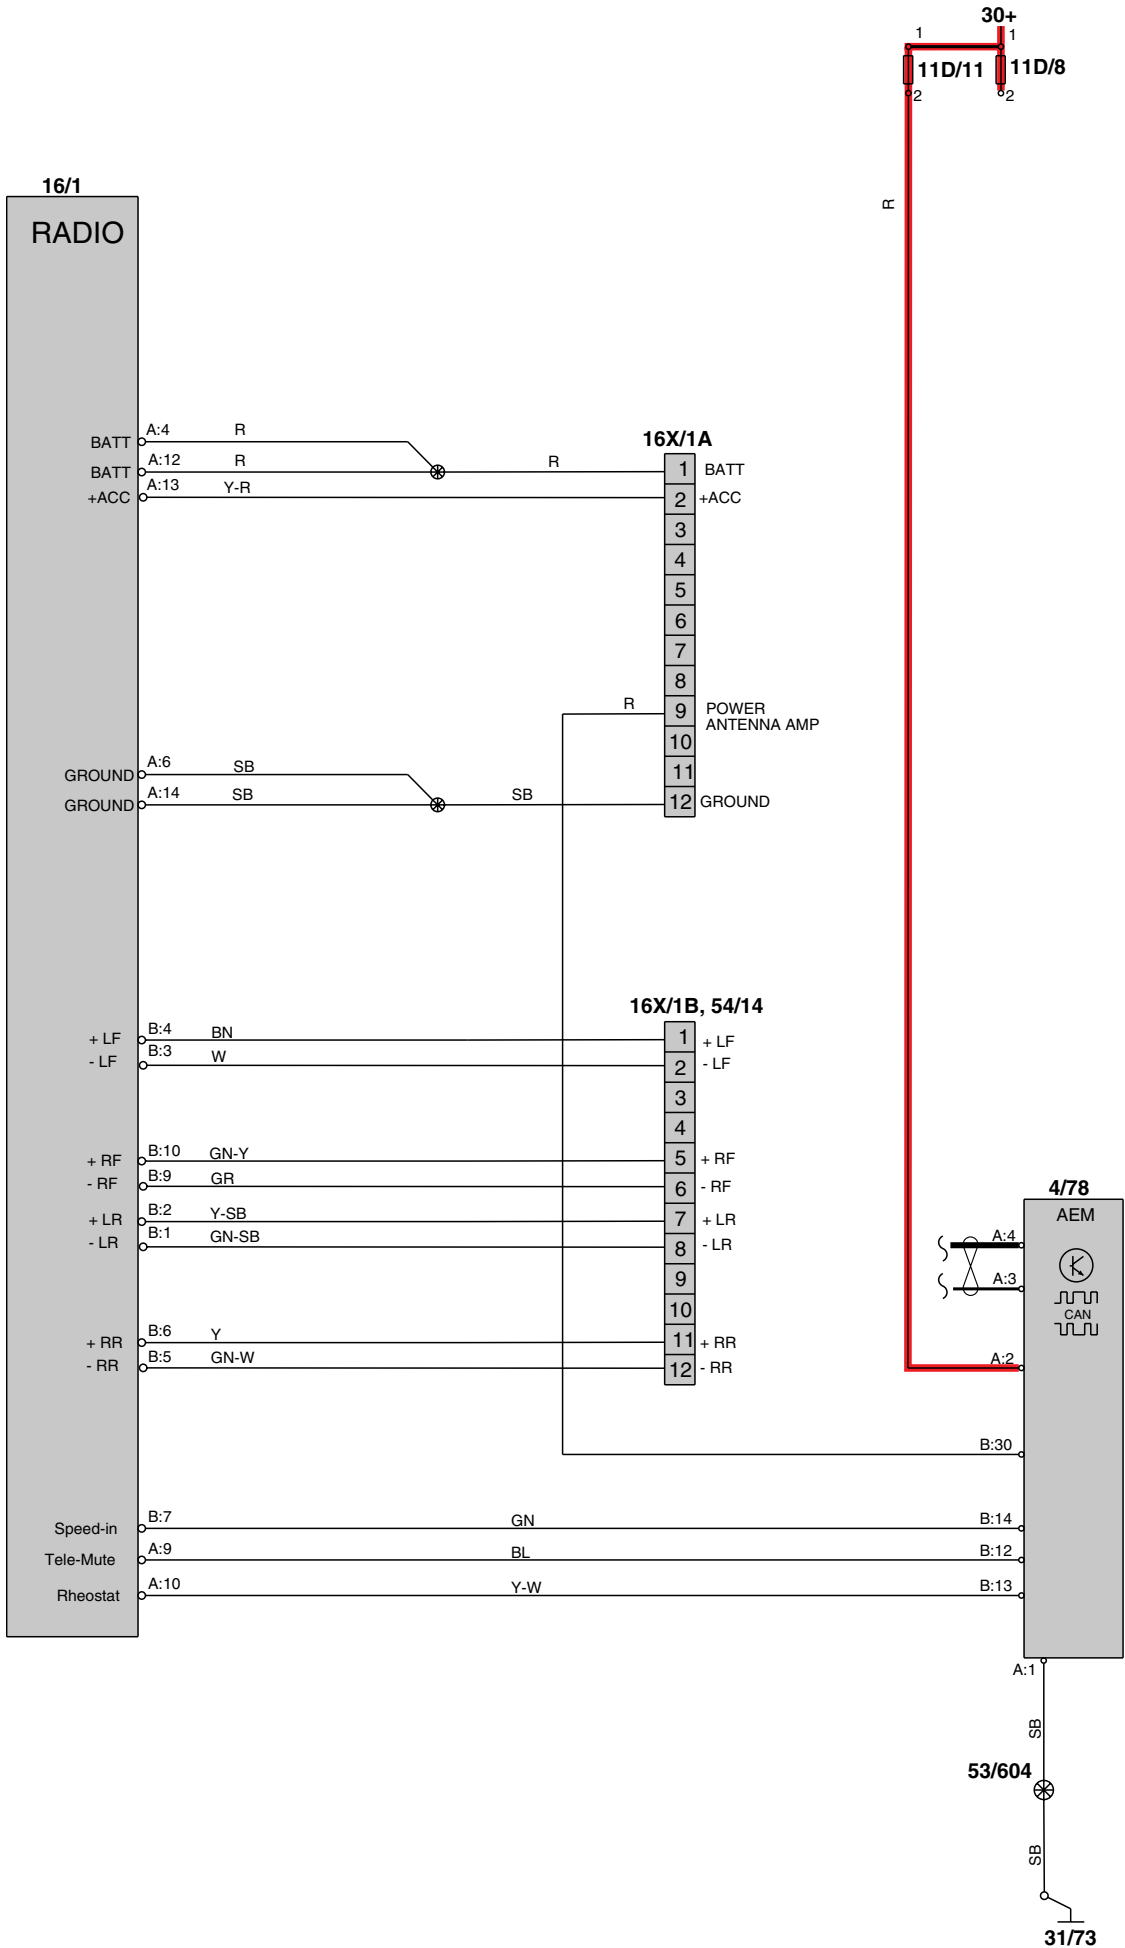 30+
1
1
11D/11
11D/8
2
2
R
16/1
RADIO
16X/1A
BATT A:4 R
BATT A:12 R R 1 BATT
+ACC A:13 Y-R 2 +ACC
3
4
5
6
7
8
R 9 POWER
ANTENNA AMP
10
11
GROUND A:6 SB
GROUND A:14 SB SB 12 GROUND
16X/1B, 54/14
+ LF B:4 BN 1 + LF
- LF B:3 W 2 - LF
3
4
+ RF B:10 GN-Y 5 + RF
- RF B:9 GR 6 - RF
+ LR B:2 Y-SB 7 + LR
- LR B:1 GN-SB 8 - LR
9
10
+ RR B:6 Y 11 + RR
- RR B:5 GN-W 12 - RR
4/78
AEM
A:4
A:3
CAN
A:2
B:30
Speed-in B:7 GN B:14
Tele-Mute A:9 BL B:12
Rheostat A:10 Y-W B:13
A:1
SB
53/604
SB
31/73